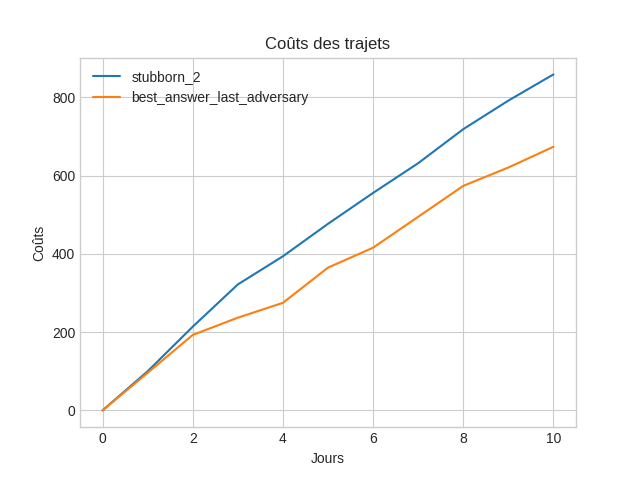 Coûts des trajets
stubborn_2
best_answer_last_adversary
Coûts
800
600
400
200
0
0 2 4 6 8 10
Jours